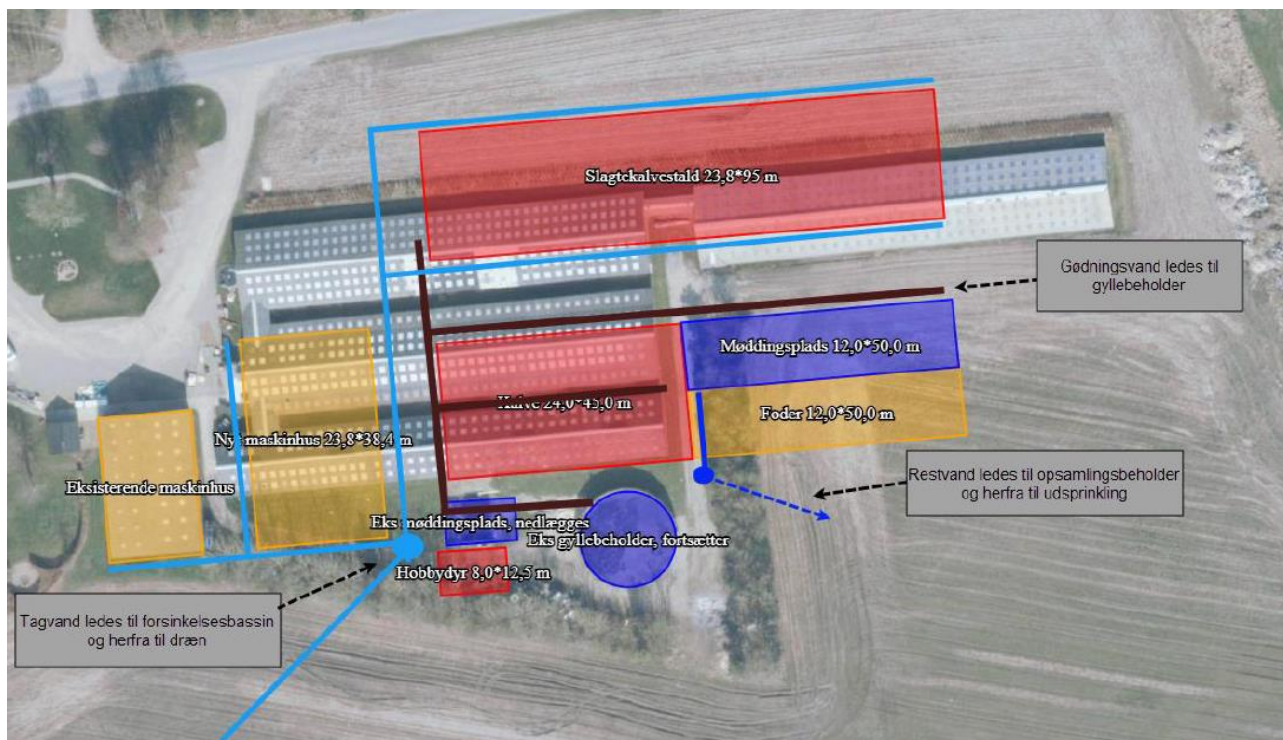 Slagtekalvestald 23,8*95 m
Gødningsvand ledes til
gyllebeholder
Møddingsplads 12,0*50,0 m
Kalve 24,0*45,0 m
Foder 12,0*50,0 m
Nyt maskinhus 23,8*38,4 m
Eksisterende maskinhus
Restvand ledes til opsamlingsbeholder
og herfra til udsprinkling
Eks møddingsplads, nedlægges
Eks gyllebeholder, fortsætter
Hobbydyr 8,0*12,5 m
Tagvand ledes til forsinkelsesbassin
og herfra til dræn